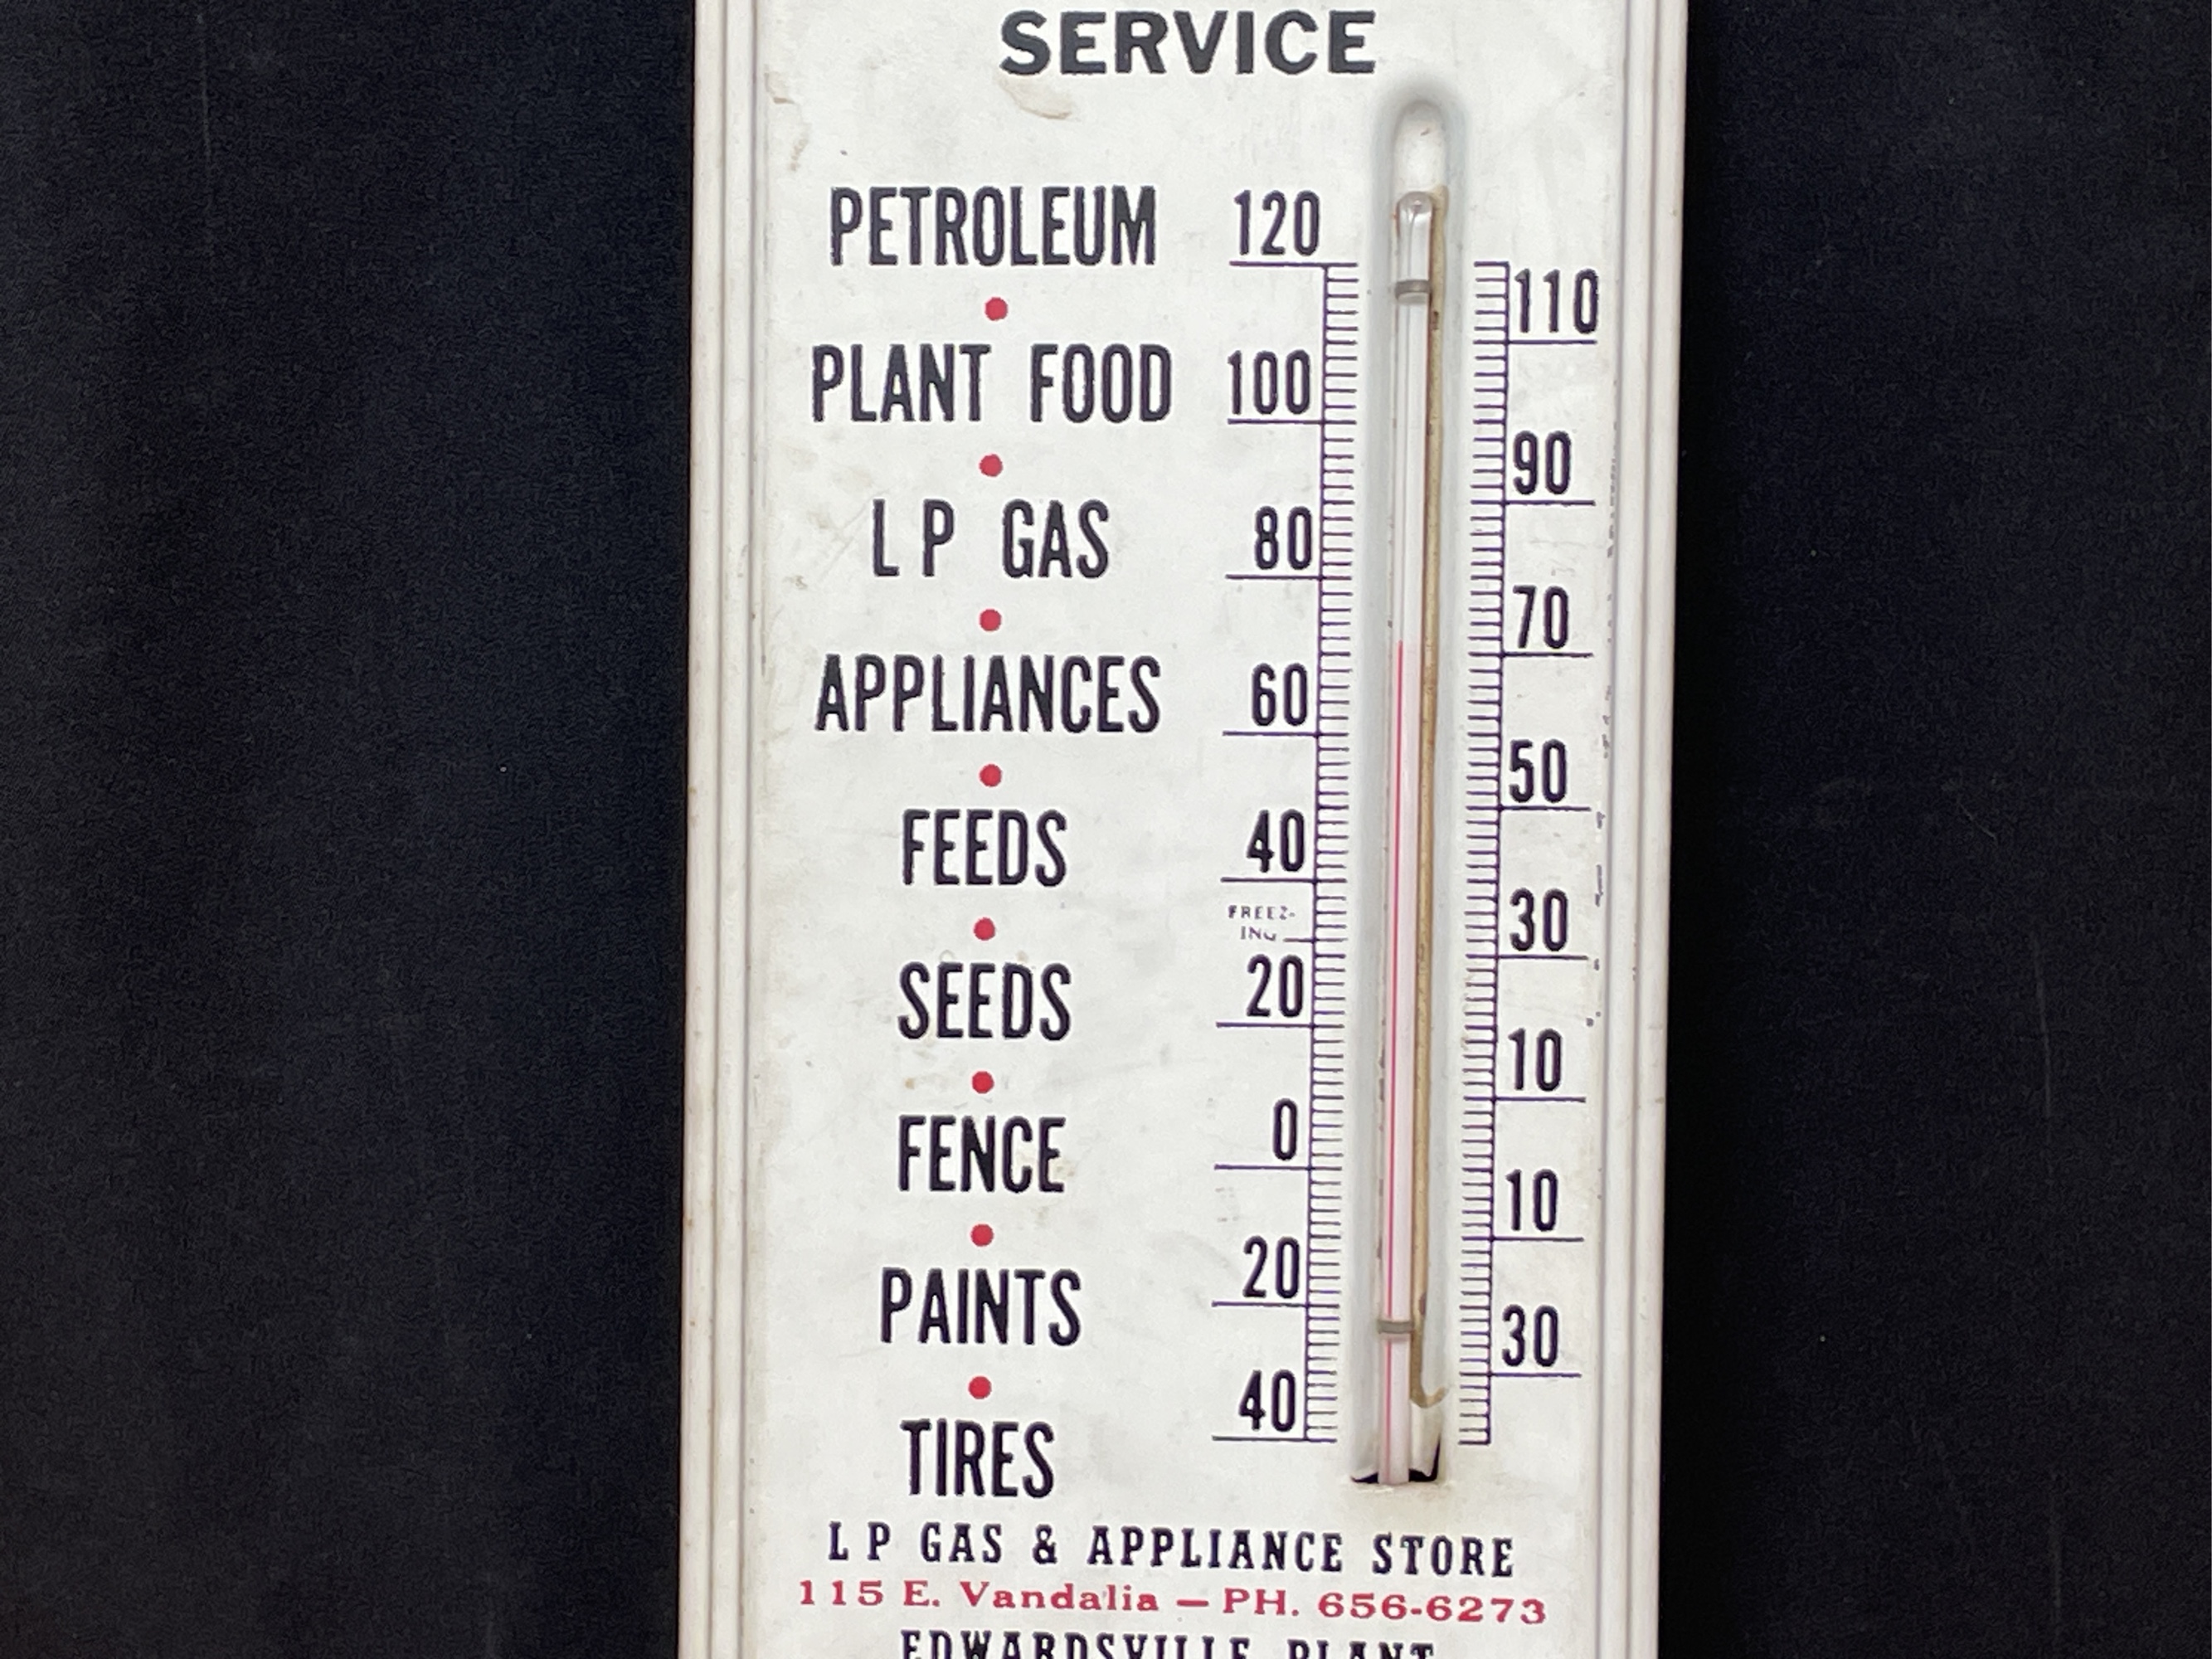 SERVICE
PETROLEUM
PLANT FOOD
L P GAS
APPLIANCES
FEEDS
SEEDS
FENCE
PAINTS
TIRES
120
100
80
60
40
FREEZ-
ING
20
0
20
40
110
90
70
50
30
10
10
30
L P GAS & APPLIANCE STORE
115 E. Vandalia — PH. 656-6273
EDWARDSVILLE PLANT